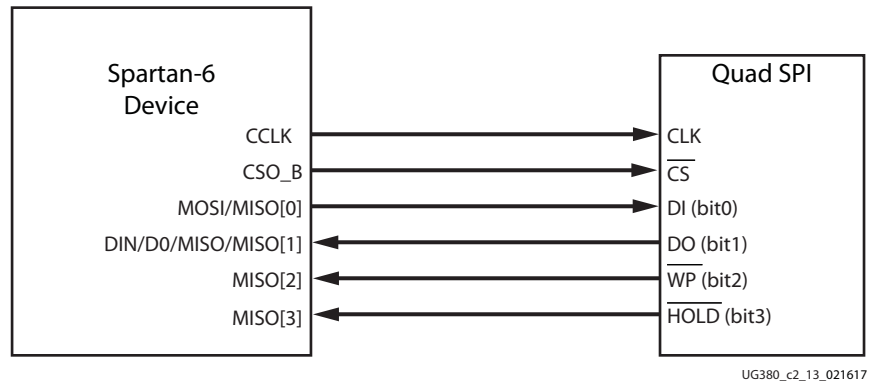 Spartan-6
Device
Quad SPI
CCLK
CLK
CSO_B
CS
MOSI/MISO[0]
DI (bit0)
DIN/D0/MISO/MISO[1]
DO (bit1)
MISO[2]
WP (bit2)
MISO[3]
HOLD (bit3)
UG380_c2_13_021617